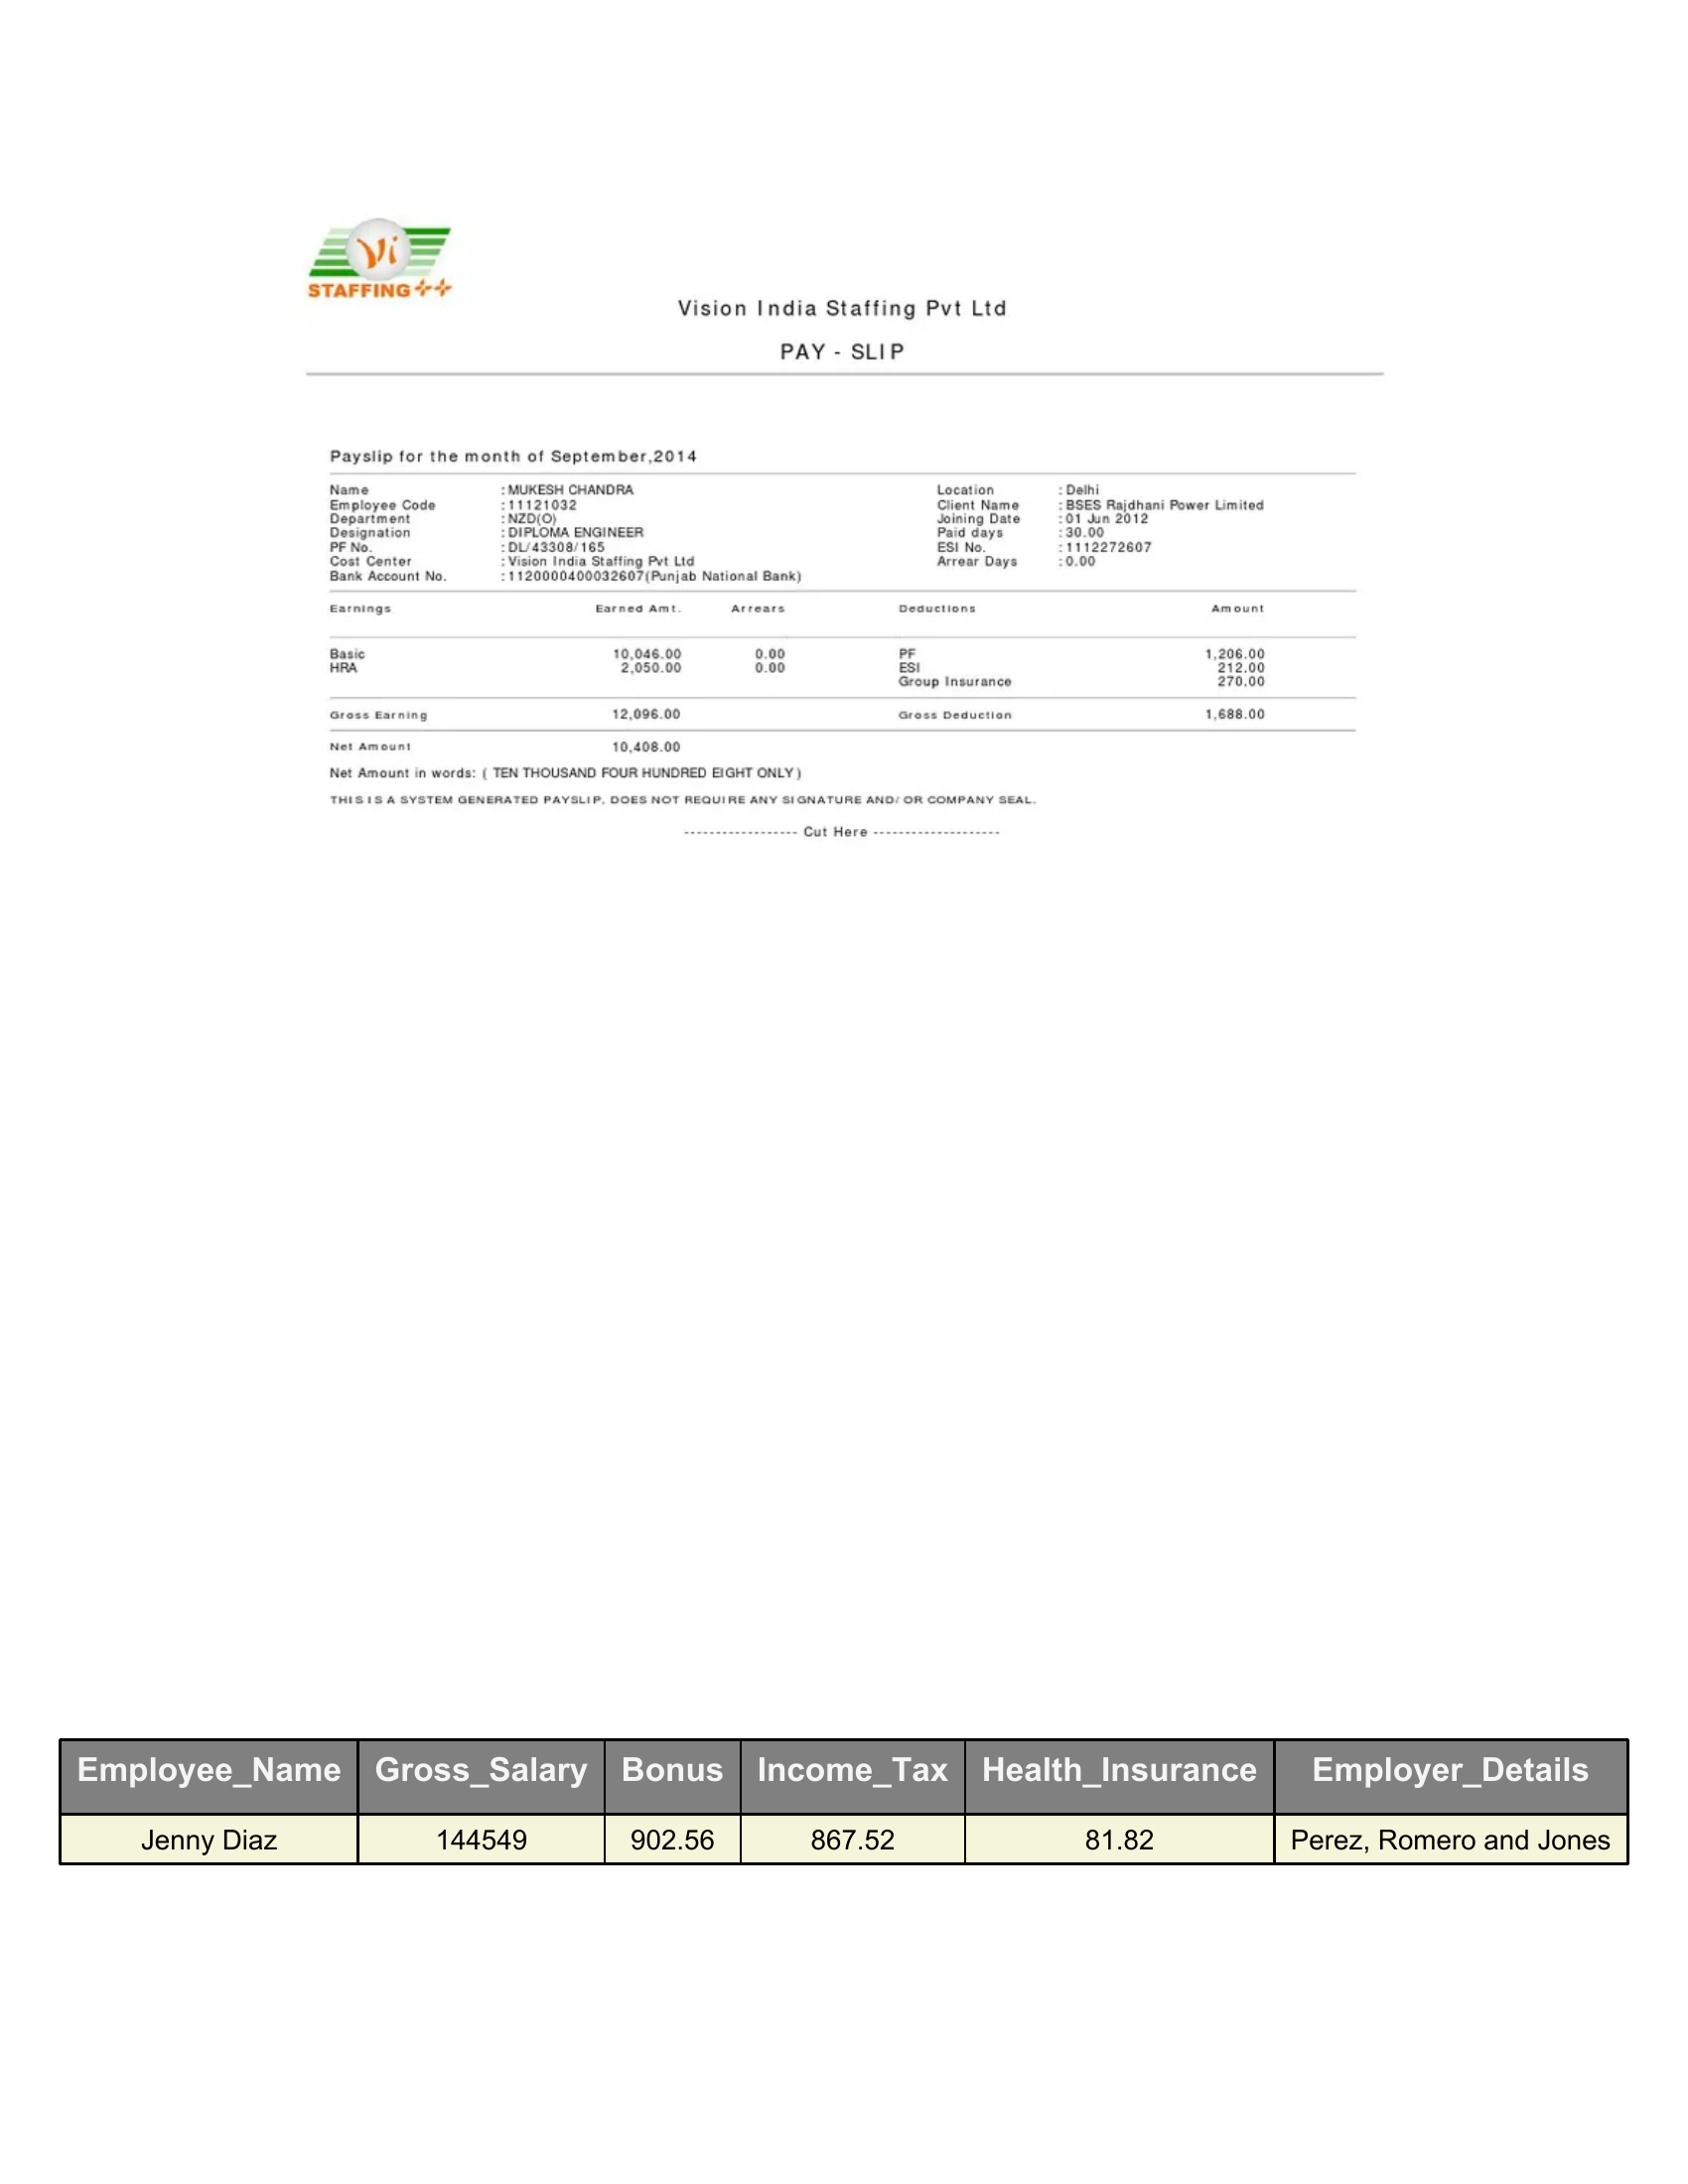 Vi
STAFFING++
Vision India Staffing Pvt Ltd
PAY - SLIP
Payslip for the month of September,2014
Name : MUKESH CHANDRA Location : Delhi
Employee Code : 11121032 Client Name : BSES Rajdhani Power Limited
Department : NZD(O) Joining Date : 01 Jun 2012
Designation : DIPLOMA ENGINEER Paid days : 30.00
PF No. : DL/43308/165 ESI No. : 1112272607
Cost Center : Vision India Staffing Pvt Ltd Arrear Days : 0.00
Bank Account No. : 1120000400032607(Punjab National Bank)
Earnings Earned Amt. Arrears Deductions Amount
Basic 10,046.00 0.00 PF 1,206.00
HRA 2,050.00 0.00 ESI 212.00
Group Insurance 270.00
Gross Earning 12,096.00 Gross Deduction 1,688.00
Net Amount 10,408.00
Net Amount in words: ( TEN THOUSAND FOUR HUNDRED EIGHT ONLY )
THIS IS A SYSTEM GENERATED PAYSLIP, DOES NOT REQUIRE ANY SIGNATURE AND/ OR COMPANY SEAL.
------------------ Cut Here --------------------
Employee_Name Gross_Salary Bonus Income_Tax Health_Insurance Employer_Details
Jenny Diaz 144549 902.56 867.52 81.82 Perez, Romero and Jones